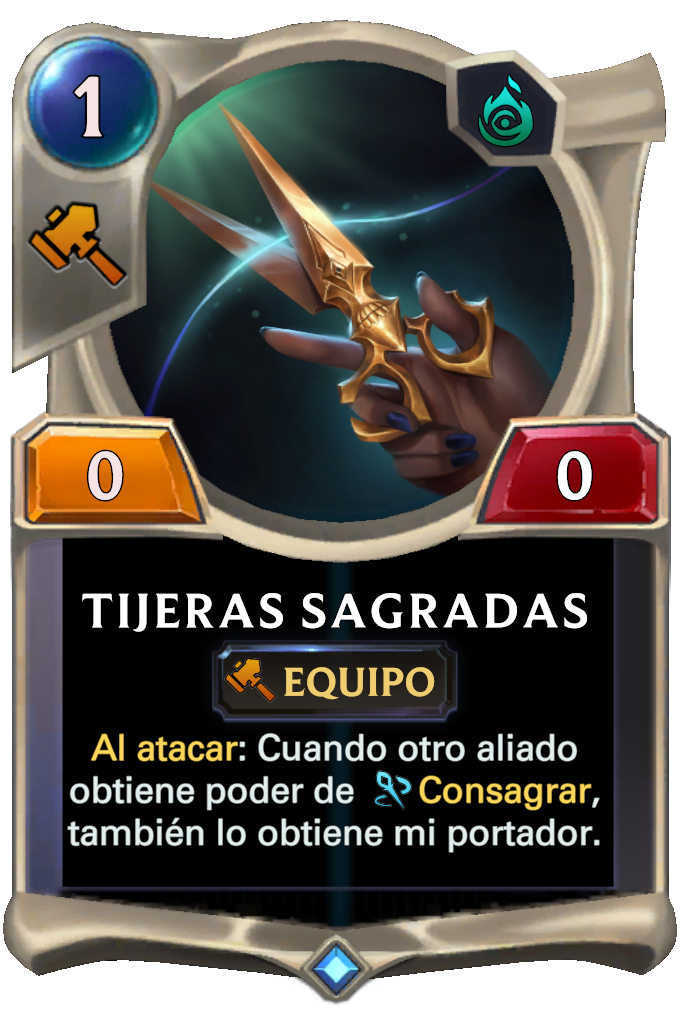 1
0
0
TIJERAS SAGRADAS
EQUIPO
Al atacar: Cuando otro aliado
obtiene poder de Consagrar,
también lo obtiene mi portador.